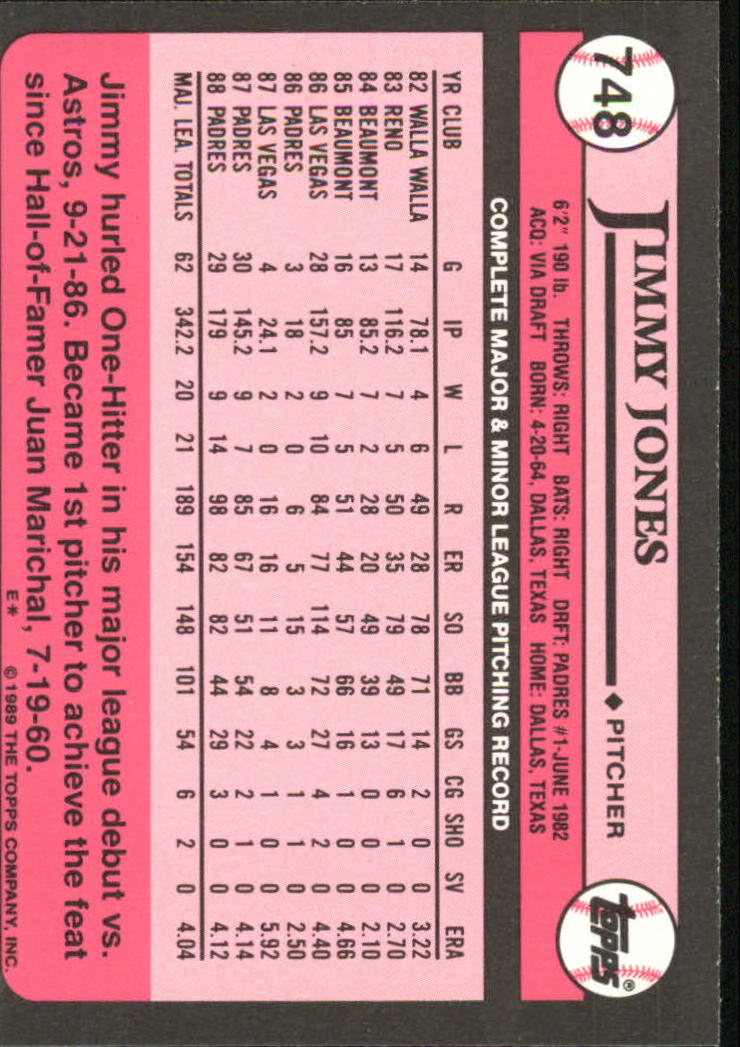 748
JIMMY JONES
◆ PITCHER
topps®
6'2" 190 lb. THROWS: RIGHT BATS: RIGHT DRFT: PADRES #1-JUNE 1982
ACQ: VIA DRAFT BORN: 4-20-64, DALLAS, TEXAS HOME: DALLAS, TEXAS
COMPLETE MAJOR & MINOR LEAGUE PITCHING RECORD
YR CLUB G IP W L R ER SO BB GS CG SHO SV ERA
82 WALLA WALLA 14 78.1 4 6 49 28 78 71 14 2 0 0 3.22
83 RENO 17 116.2 7 5 50 35 79 49 17 6 1 0 2.70
84 BEAUMONT 13 85.2 7 2 28 20 49 39 13 0 0 0 2.10
85 BEAUMONT 16 85 7 5 51 44 57 66 16 1 0 0 4.66
86 LAS VEGAS 28 157.2 9 10 84 77 114 72 27 4 2 0 4.40
86 PADRES 3 18 2 0 6 5 15 3 3 1 1 0 2.50
87 LAS VEGAS 4 24.1 2 0 16 16 11 8 4 1 0 0 5.92
87 PADRES 30 145.2 9 7 85 67 51 54 22 2 1 0 4.14
88 PADRES 29 179 9 14 98 82 82 44 29 3 0 0 4.12
MAJ. LEA. TOTALS 62 342.2 20 21 189 154 148 101 54 6 2 0 4.04
Jimmy hurled One-Hitter in his major league debut vs.
Astros, 9-21-86. Became 1st pitcher to achieve the feat
since Hall-of-Famer Juan Marichal, 7-19-60.
E* © 1989 THE TOPPS COMPANY, INC.